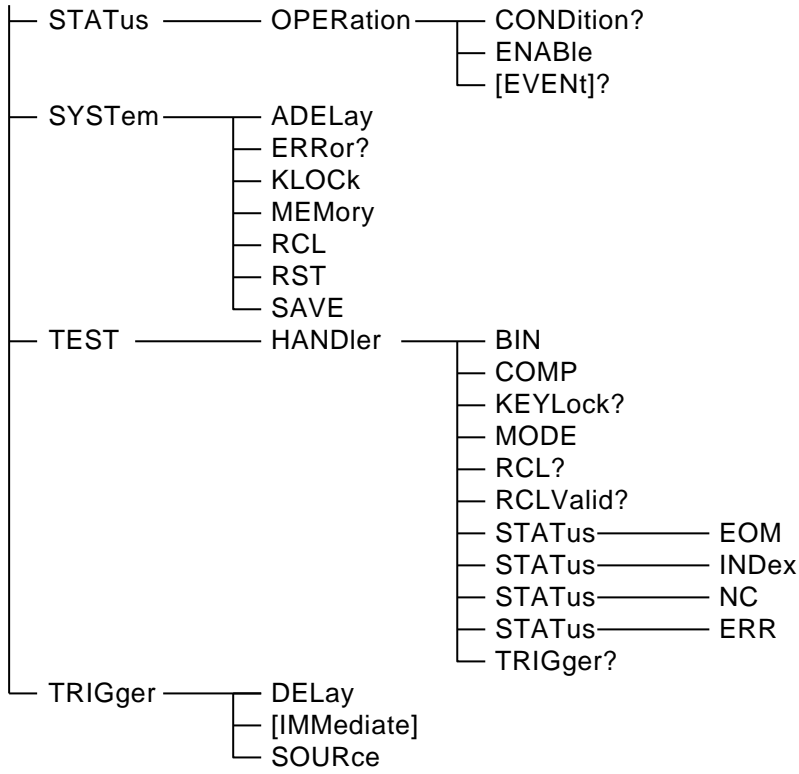 STATus OPERation CONDition?
ENABle
[EVENt]?
SYSTem ADELay
ERRor?
KLOCk
MEMory
RCL
RST
SAVE
TEST HANDler BIN
COMP
KEYLock?
MODE
RCL?
RCLValid?
STATus EOM
STATus INDex
STATus NC
STATus ERR
TRIGger?
TRIGger DELay
[IMMediate]
SOURce